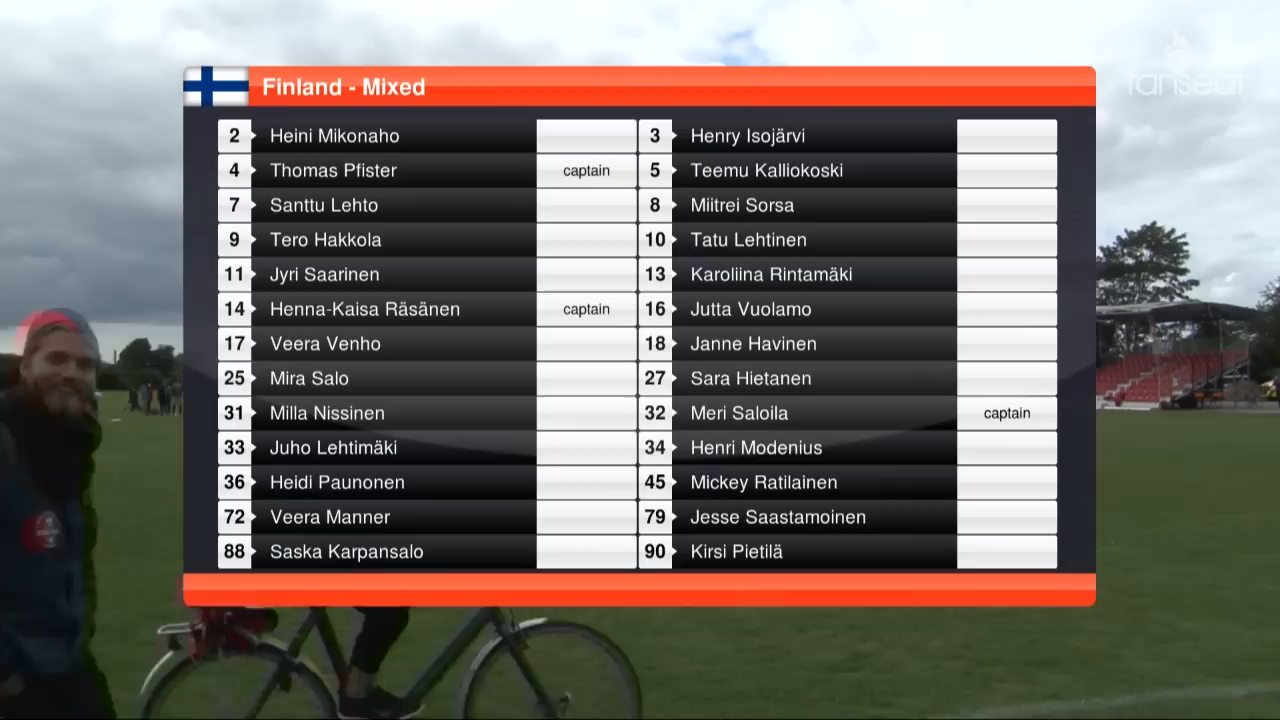 fanseat
Finland - Mixed
2 Heini Mikonaho 3 Henry Isojärvi
4 Thomas Pfister captain 5 Teemu Kalliokoski
7 Santtu Lehto 8 Miitrei Sorsa
9 Tero Hakkola 10 Tatu Lehtinen
11 Jyri Saarinen 13 Karoliina Rintamäki
14 Henna-Kaisa Räsänen captain 16 Jutta Vuolamo
17 Veera Venho 18 Janne Havinen
25 Mira Salo 27 Sara Hietanen
31 Milla Nissinen 32 Meri Saloila captain
33 Juho Lehtimäki 34 Henri Modenius
36 Heidi Paunonen 45 Mickey Ratilainen
72 Veera Manner 79 Jesse Saastamoinen
88 Saska Karpansalo 90 Kirsi Pietilä